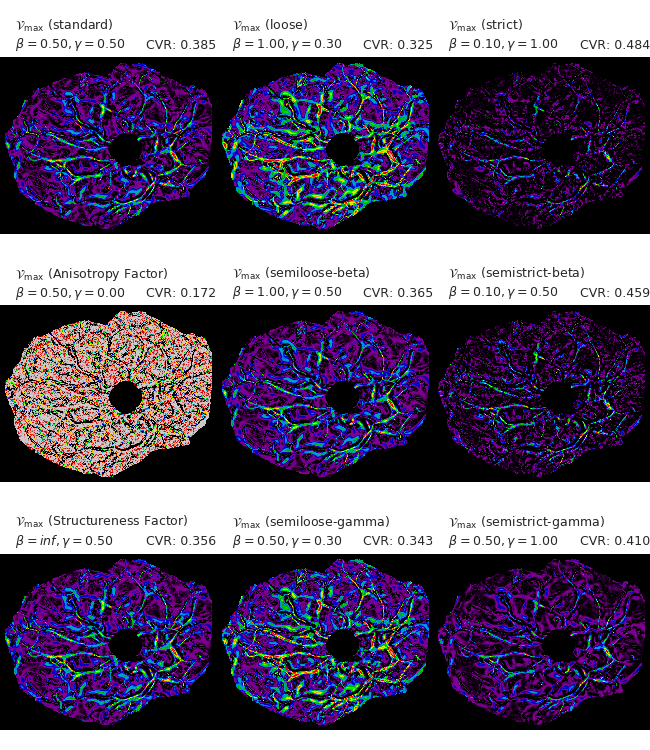 𝒱max (standard)
β = 0.50, γ = 0.50 CVR: 0.385
𝒱max (loose)
β = 1.00, γ = 0.30 CVR: 0.325
𝒱max (strict)
β = 0.10, γ = 1.00 CVR: 0.484
𝒱max (Anisotropy Factor)
β = 0.50, γ = 0.00 CVR: 0.172
𝒱max (semiloose-beta)
β = 1.00, γ = 0.50 CVR: 0.365
𝒱max (semistrict-beta)
β = 0.10, γ = 0.50 CVR: 0.459
𝒱max (Structureness Factor)
β = inf, γ = 0.50 CVR: 0.356
𝒱max (semiloose-gamma)
β = 0.50, γ = 0.30 CVR: 0.343
𝒱max (semistrict-gamma)
β = 0.50, γ = 1.00 CVR: 0.410